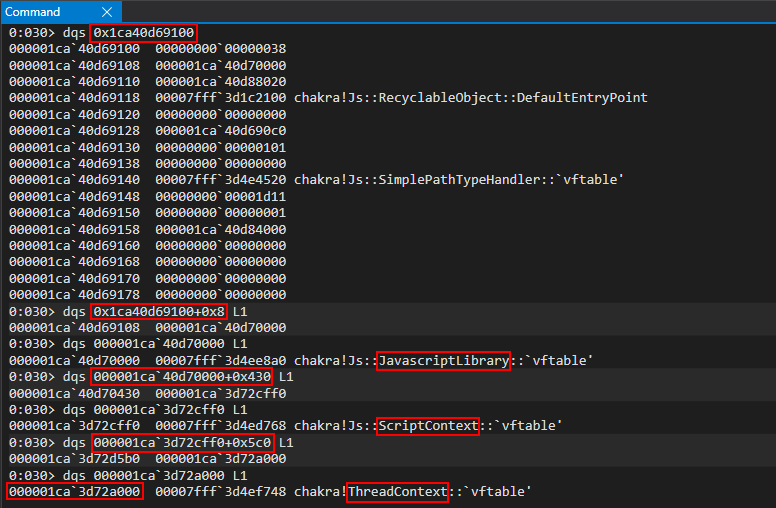 Command
0:030> dqs 0x1ca40d69100
000001ca`40d69100  00000000`00000038
000001ca`40d69108  000001ca`40d70000
000001ca`40d69110  000001ca`40d88020
000001ca`40d69118  00007fff`3d1c2100 chakra!Js::RecyclableObject::DefaultEntryPoint
000001ca`40d69120  00000000`00000000
000001ca`40d69128  000001ca`40d690c0
000001ca`40d69130  00000000`00000101
000001ca`40d69138  00000000`00000000
000001ca`40d69140  00007fff`3d4e4520 chakra!Js::SimplePathTypeHandler::`vftable'
000001ca`40d69148  00000000`00001d11
000001ca`40d69150  00000000`00000001
000001ca`40d69158  000001ca`40d84000
000001ca`40d69160  00000000`00000000
000001ca`40d69168  00000000`00000000
000001ca`40d69170  00000000`00000000
000001ca`40d69178  00000000`00000000
0:030> dqs 0x1ca40d69100+0x8 L1
000001ca`40d69108  000001ca`40d70000
0:030> dqs 000001ca`40d70000 L1
000001ca`40d70000  00007fff`3d4ee8a0 chakra!Js::JavascriptLibrary::`vftable'
0:030> dqs 000001ca`40d70000+0x430 L1
000001ca`40d70430  000001ca`3d72cff0
0:030> dqs 000001ca`3d72cff0 L1
000001ca`3d72cff0  00007fff`3d4ed768 chakra!Js::ScriptContext::`vftable'
0:030> dqs 000001ca`3d72cff0+0x5c0 L1
000001ca`3d72d5b0  000001ca`3d72a000
0:030> dqs 000001ca`3d72a000 L1
000001ca`3d72a000  00007fff`3d4ef748 chakra!ThreadContext::`vftable'